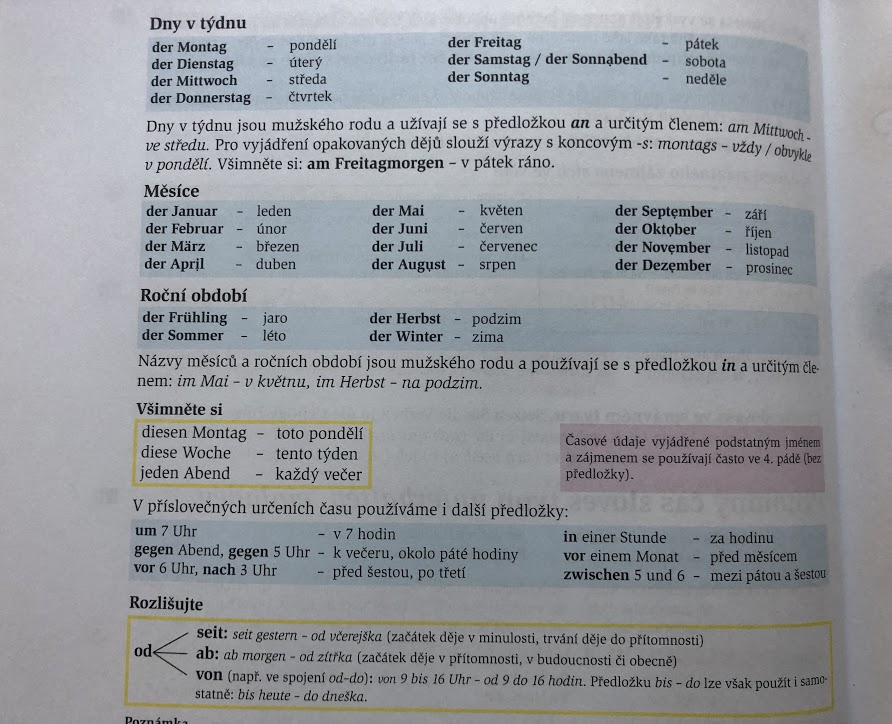 Dny v týdnu
der Montag – pondělí der Freitag – pátek
der Dienstag – úterý der Samstag / der Sonnabend – sobota
der Mittwoch – středa der Sonntag – neděle
der Donnerstag – čtvrtek
Dny v týdnu jsou mužského rodu a užívají se s předložkou an a určitým členem: am Mittwoch -
ve středu. Pro vyjádření opakovaných dějů slouží výrazy s koncovým -s: montags – vždy / obvykle
v pondělí. Všimněte si: am Freitagmorgen – v pátek ráno.
Měsíce
der Januar – leden der Mai – květen der September – září
der Februar – únor der Juni – červen der Oktober – říjen
der März – březen der Juli – červenec der November – listopad
der April – duben der August – srpen der Dezember – prosinec
Roční období
der Frühling – jaro der Herbst – podzim
der Sommer – léto der Winter – zima
Názvy měsíců a ročních období jsou mužského rodu a používají se s předložkou in a určitým čle-
nem: im Mai – v květnu, im Herbst – na podzim.
Všimněte si
diesen Montag – toto pondělí
diese Woche – tento týden
jeden Abend – každý večer
Časové údaje vyjádřené podstatným jménem
a zájmenem se používají často ve 4. pádě (bez
předložky).
V příslovečných určeních času používáme i další předložky:
um 7 Uhr – v 7 hodin in einer Stunde – za hodinu
gegen Abend, gegen 5 Uhr – k večeru, okolo páté hodiny vor einem Monat – před měsícem
vor 6 Uhr, nach 3 Uhr – před šestou, po třetí zwischen 5 und 6 – mezi pátou a šestou
Rozlišujte
seit: seit gestern – od včerejška (začátek děje v minulosti, trvání děje do přítomnosti)
od ab: ab morgen – od zítřka (začátek děje v přítomnosti, v budoucnosti či obecně)
von (např. ve spojení od-do): von 9 bis 16 Uhr – od 9 do 16 hodin. Předložku bis – do lze však použít i samo-
statně: bis heute – do dneška.
Poznámka